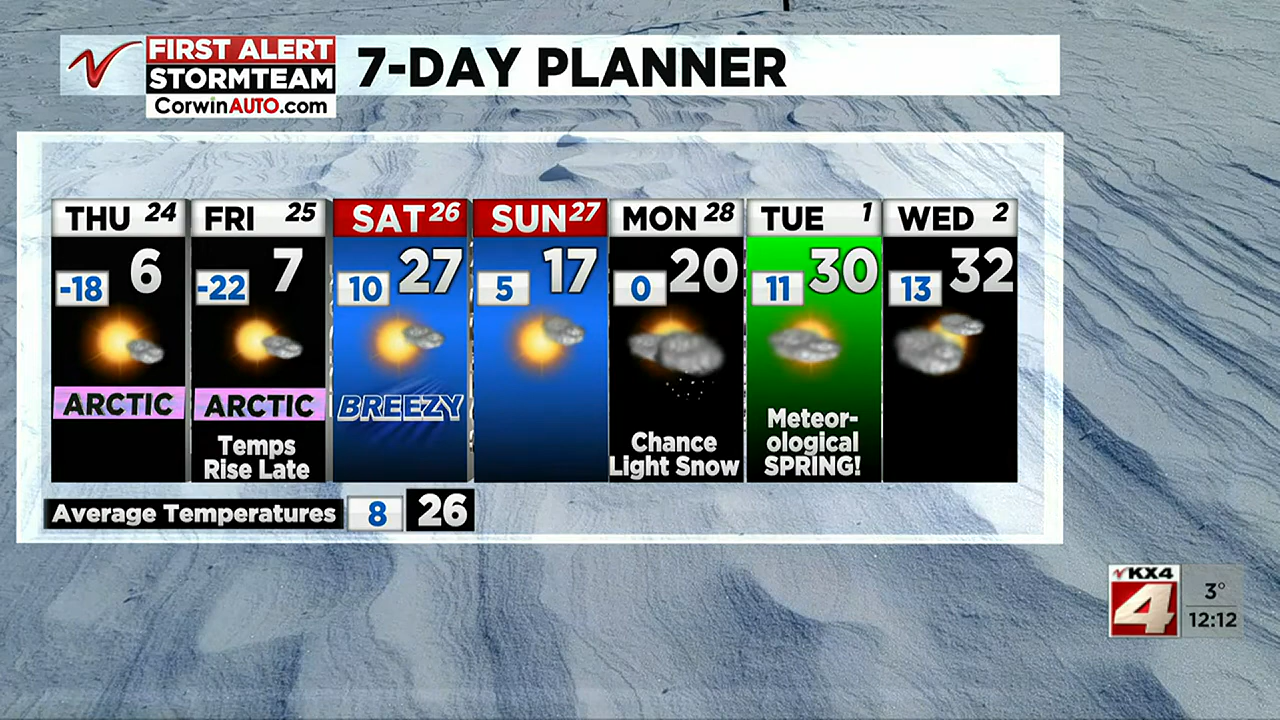 FIRST ALERT
STORMTEAM
CorwinAUTO.com
7-DAY PLANNER
THU 24
FRI 25
SAT 26
SUN 27
MON 28
TUE 1
WED 2
-18 6
-22 7
10 27
5 17
0 20
11 30
13 32
ARCTIC
ARCTIC
Temps
Rise Late
BREEZY
Chance
Light Snow
Meteor-
ological
SPRING!
Average Temperatures 8 26
KX4
4
3°
12:12